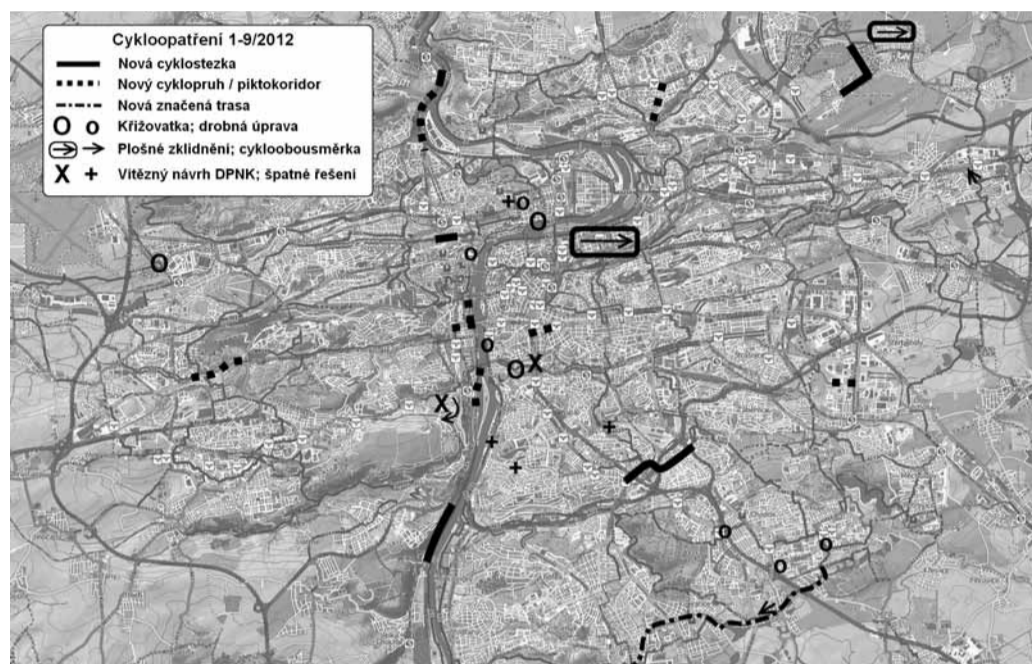 Cykloopatření 1-9/2012
Nová cyklostezka
Nový cyklopruh / piktokoridor
Nová značená trasa
O o Křižovatka; drobná úprava
Plošné zklidnění; cykloobousměrka
X + Vítězný návrh DPNK; špatné řešení